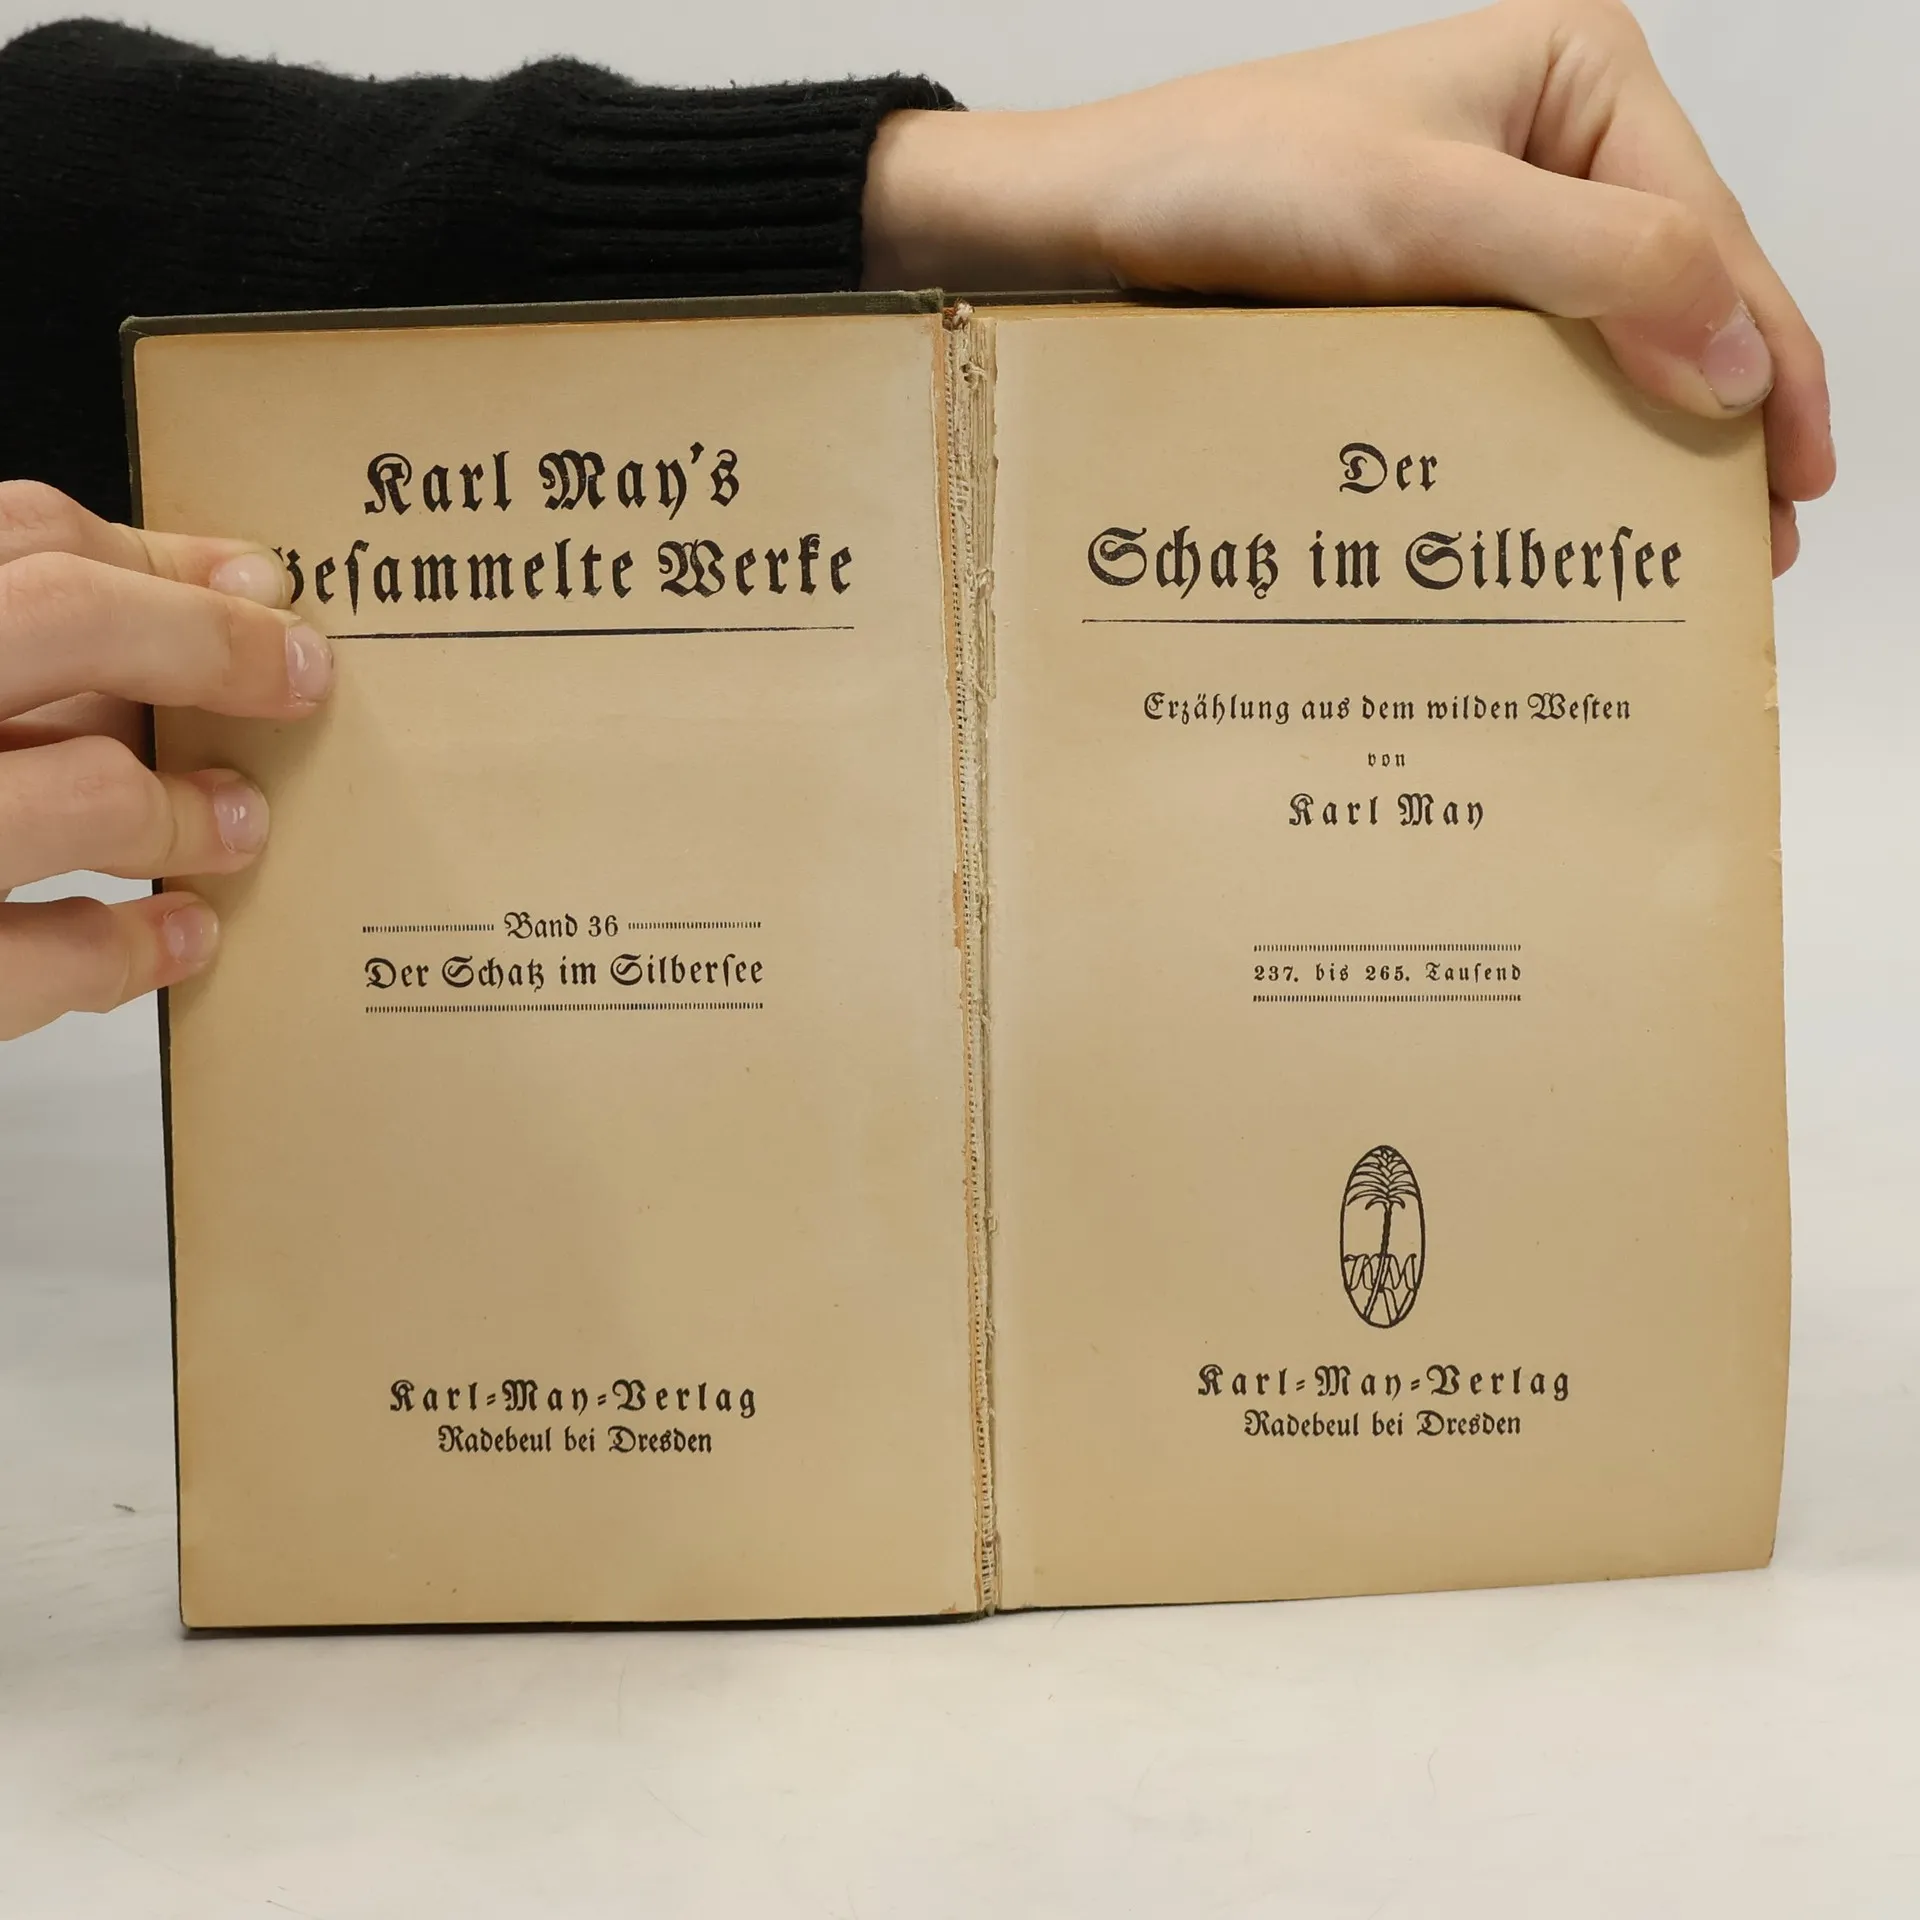 Karl May's
Gesammelte Werke
Band 36
Der Schatz im Silbersee
Karl-May-Verlag
Radebeul bei Dresden
Der
Schatz im Silbersee
Erzählung aus dem wilden Westen
von
Karl May
237. bis 265. Tausend
Karl-May-Verlag
Radebeul bei Dresden